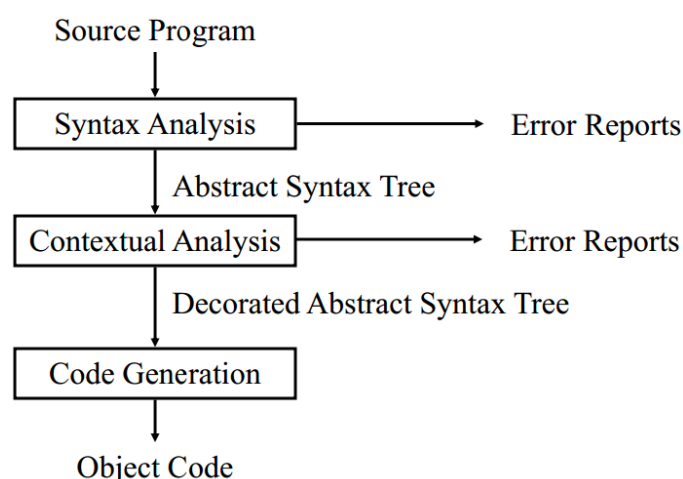 Source Program
Syntax Analysis
Error Reports
Abstract Syntax Tree
Contextual Analysis
Error Reports
Decorated Abstract Syntax Tree
Code Generation
Object Code